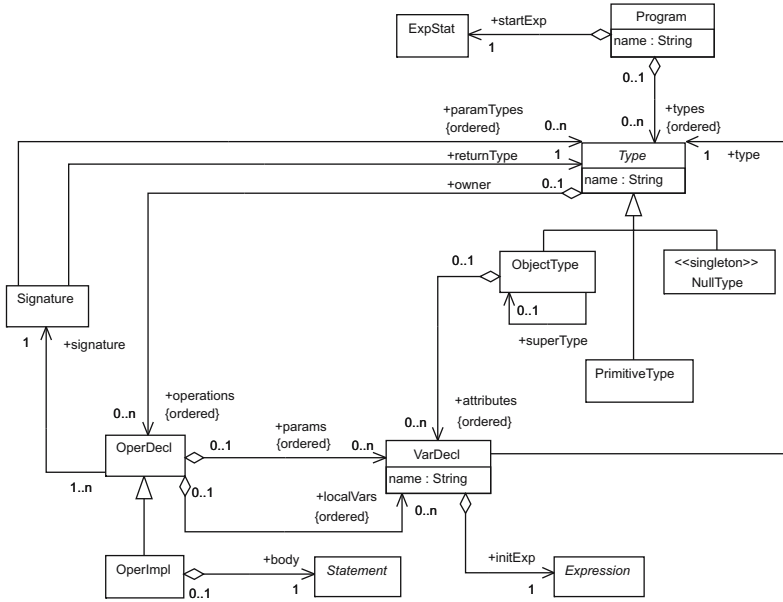 Program
+startExp
ExpStat
name : String
1
0..1
+types
+paramTypes
{ordered}
0..n
0..n
{ordered}
+returnType
1
Type
1
+type
+owner
0..1
name : String
0..1
ObjectType
<<singleton>>
NullType
Signature
0..1
1
+signature
+superType
PrimitiveType
+operations
+attributes
0..n
{ordered}
0..n
{ordered}
+params
OperDecl
0..1
{ordered}
0..n
VarDecl
name : String
1..n
0..1
+localVars
0..n
{ordered}
+body
+initExp
OperImpl
Statement
Expression
0..1
1
1